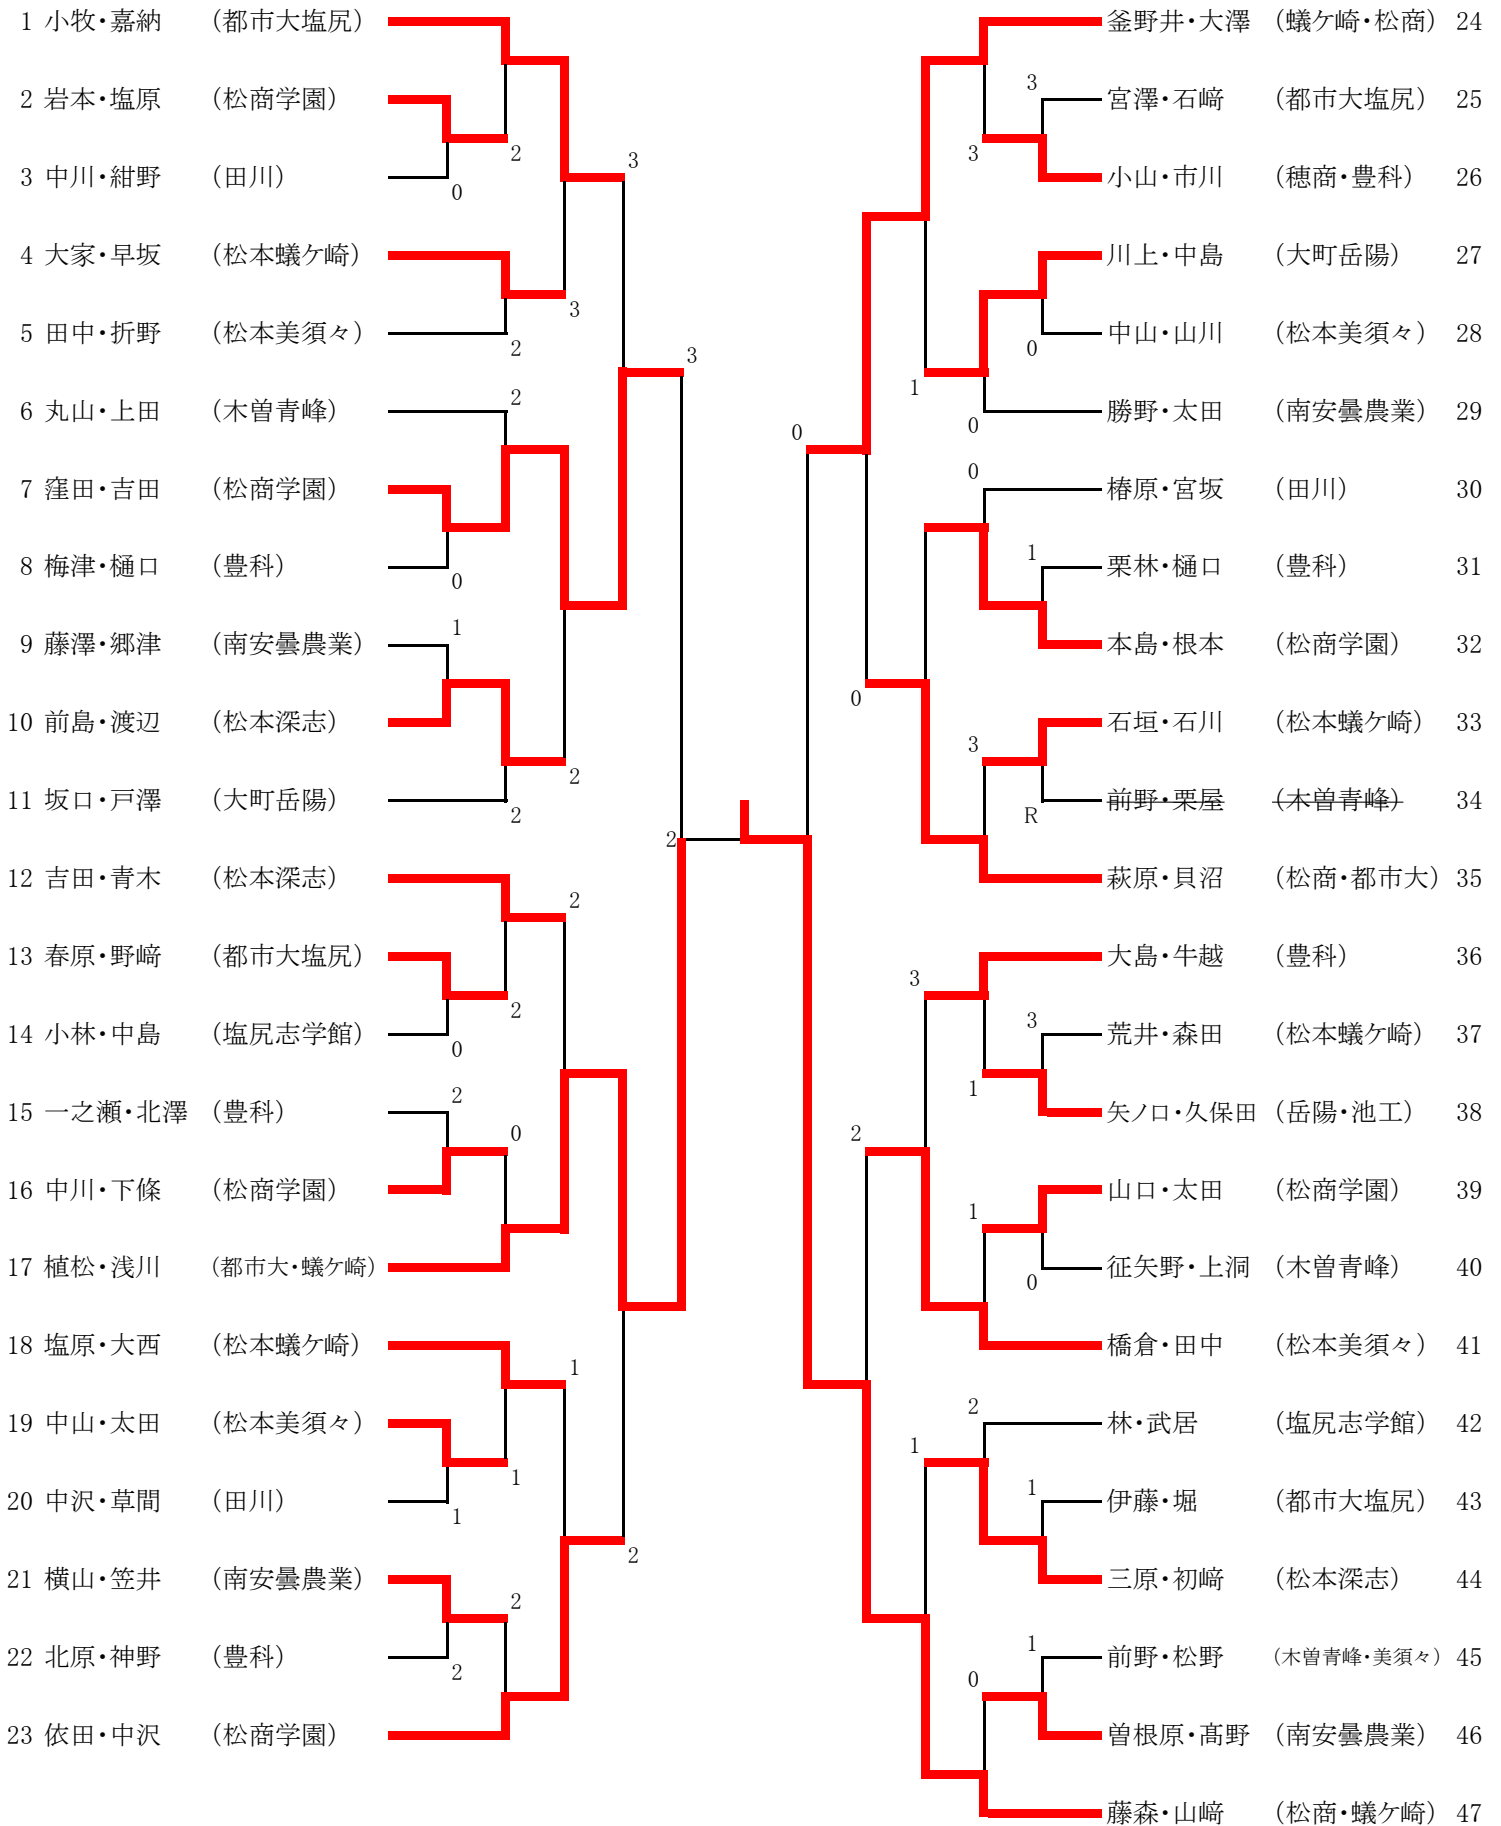 1 小牧・嘉納 (都市大塩尻)
2 岩本・塩原 (松商学園)
2
3 中川・紺野 (田川)
0
3
4 大家・早坂 (松本蟻ケ崎)
3
5 田中・折野 (松本美須々)
2
3
6 丸山・上田 (木曽青峰)
2
7 窪田・吉田 (松商学園)
8 梅津・樋口 (豊科)
0
9 藤澤・郷津 (南安曇農業)
1
10 前島・渡辺 (松本深志)
2
11 坂口・戸澤 (大町岳陽)
2
2
12 吉田・青木 (松本深志)
2
13 春原・野﨑 (都市大塩尻)
2
14 小林・中島 (塩尻志学館)
0
15 一之瀬・北澤 (豊科)
2
0
16 中川・下條 (松商学園)
17 植松・浅川 (都市大・蟻ケ崎)
18 塩原・大西 (松本蟻ケ崎)
1
19 中山・太田 (松本美須々)
1
20 中沢・草間 (田川)
1
2
21 横山・笠井 (南安曇農業)
2
22 北原・神野 (豊科)
2
23 依田・中沢 (松商学園)
釜野井・大澤 (蟻ケ崎・松商) 24
3
宮澤・石﨑 (都市大塩尻) 25
3
小山・市川 (穂商・豊科) 26
川上・中島 (大町岳陽) 27
中山・山川 (松本美須々) 28
0
1
勝野・太田 (南安曇農業) 29
0
0
0
椿原・宮坂 (田川) 30
1
栗林・樋口 (豊科) 31
本島・根本 (松商学園) 32
0
石垣・石川 (松本蟻ケ崎) 33
3
前野・栗屋 (木曽青峰) 34
R
萩原・貝沼 (松商・都市大) 35
大島・牛越 (豊科) 36
3
荒井・森田 (松本蟻ケ崎) 37
3
1
矢ノ口・久保田 (岳陽・池工) 38
2
山口・太田 (松商学園) 39
1
征矢野・上洞 (木曽青峰) 40
0
橋倉・田中 (松本美須々) 41
林・武居 (塩尻志学館) 42
2
1
伊藤・堀 (都市大塩尻) 43
1
三原・初﨑 (松本深志) 44
前野・松野 (木曽青峰・美須々) 45
1
0
曽根原・髙野 (南安曇農業) 46
藤森・山﨑 (松商・蟻ケ崎) 47